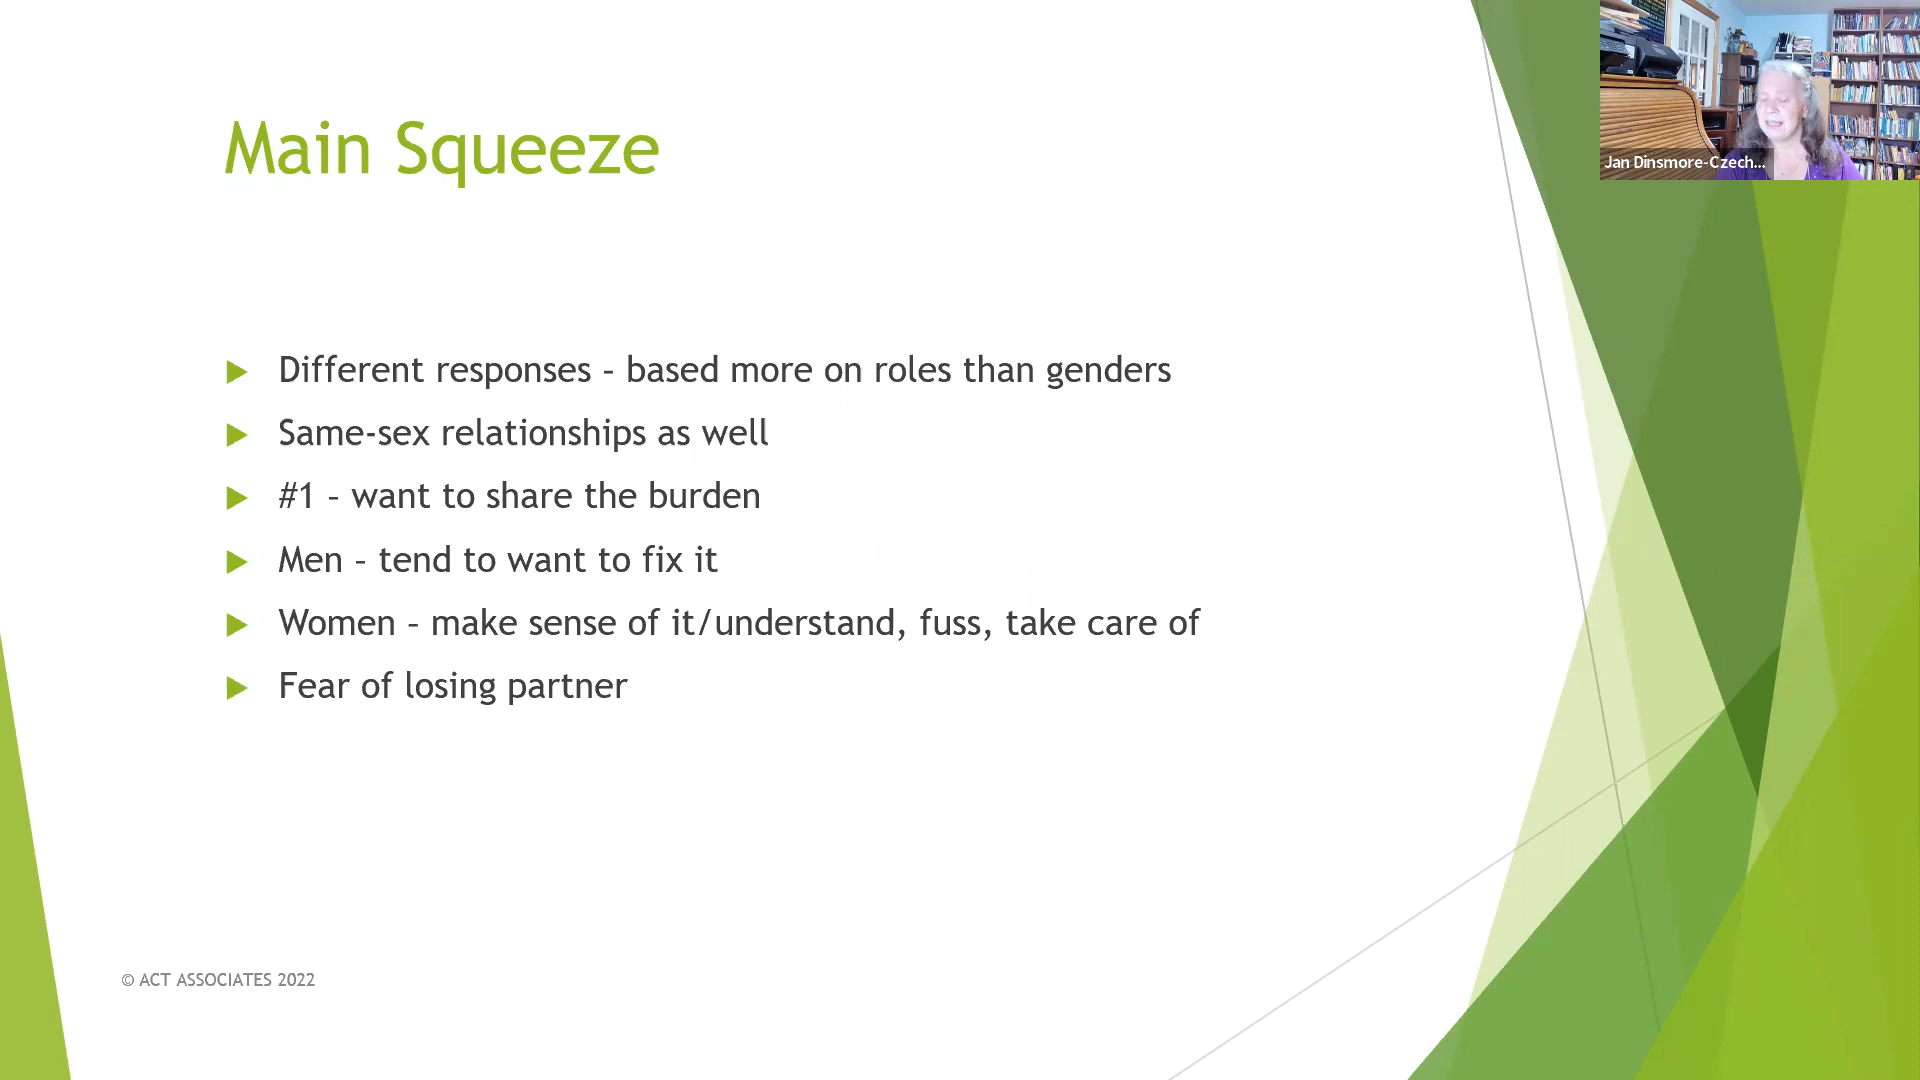 Main Squeeze
Different responses – based more on roles than genders
Same-sex relationships as well
#1 – want to share the burden
Men – tend to want to fix it
Women – make sense of it/understand, fuss, take care of
Fear of losing partner
© ACT ASSOCIATES 2022
Jan Dinsmore-Czech...